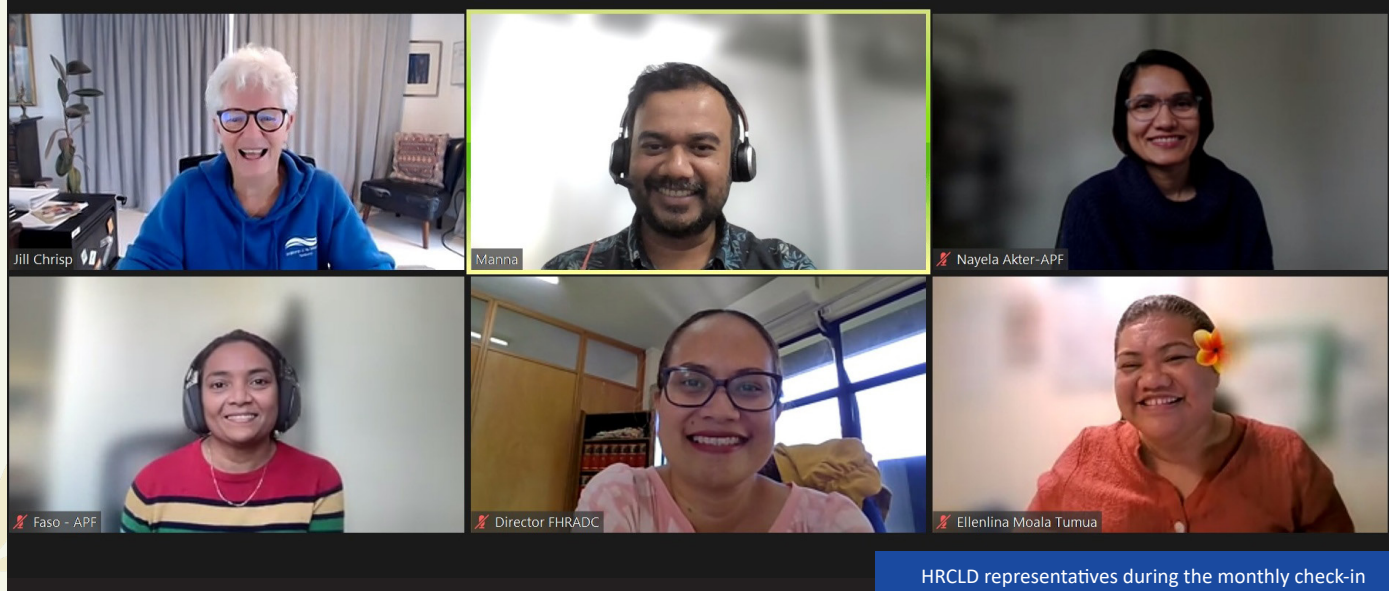 Jill Chrisp
Manna
Nayela Akter-APF
Faso - APF
Director FHRADC
Ellenlina Moala Tumua
HRCLD representatives during the monthly check-in